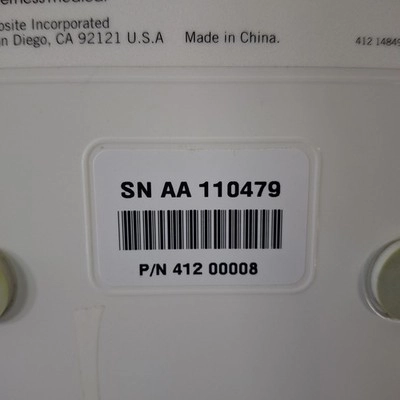 osite Incorporated
n Diego, CA 92121 U.S.A Made in China.
412 1484
SN AA 110479
P/N 412 00008